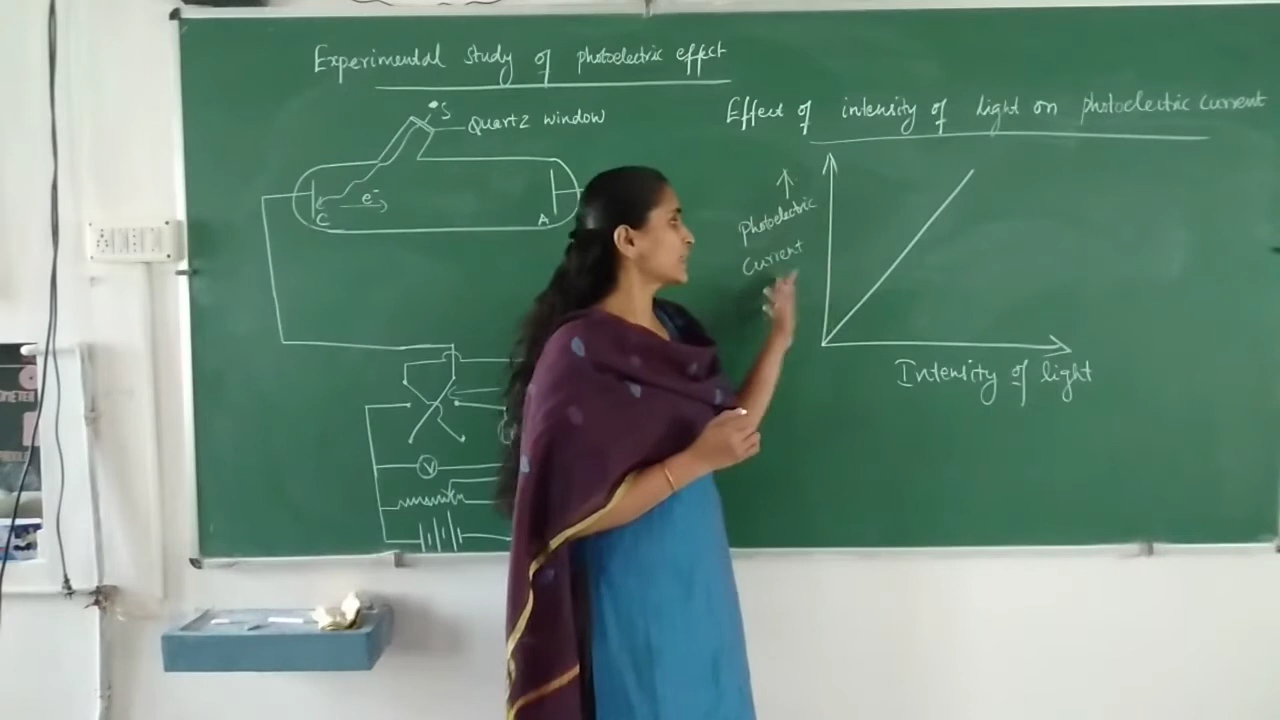 Experimental study of photoelectric effect
S
Quartz window
C
e⁻
A
V
Effect of intensity of light on photoelectric current
Photoelectric
Current
Intensity of light